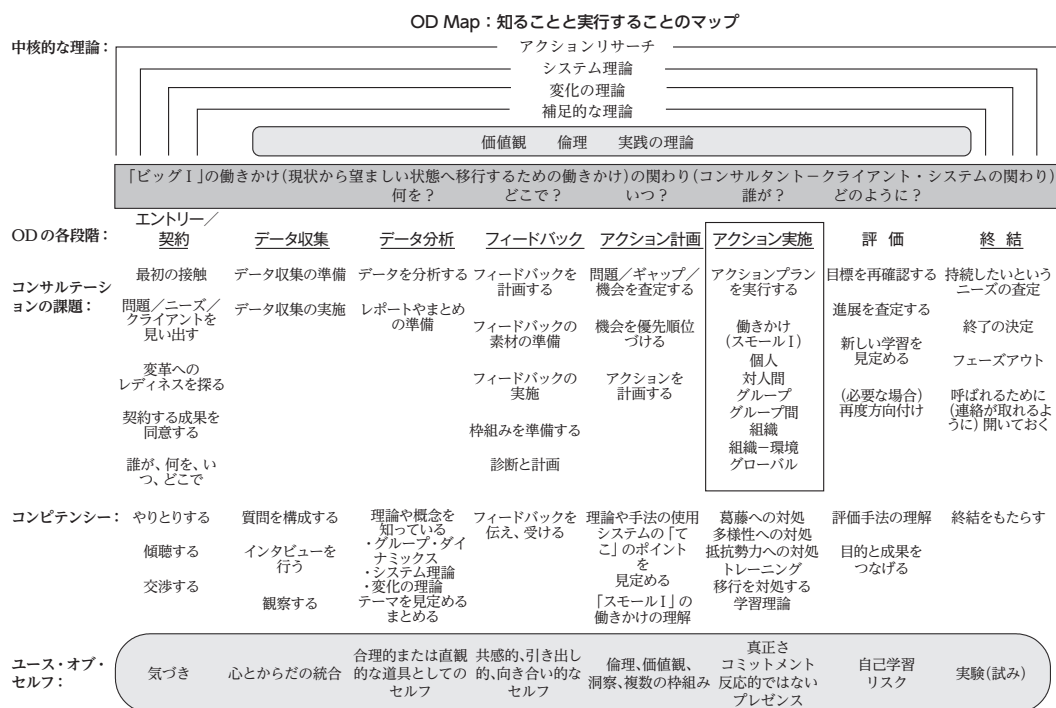 OD Map：知ることと実行することのマップ
中核的な理論：
アクションリサーチ
システム理論
変化の理論
補足的な理論
価値観　倫理　実践の理論
「ビッグⅠ」の働きかけ(現状から望ましい状態へ移行するための働きかけ)の関わり(コンサルタント－クライアント・システムの関わり)
何を？　どこで？　いつ？　誰が？　どのように？
ODの各段階：
エントリー／
契約
データ収集
データ分析
フィードバック
アクション計画
アクション実施
評 価
終 結
コンサルテーシ
ョンの課題：
最初の接触
問題／ニーズ／
クライアントを
見い出す
変革への
レディネスを探る
契約する成果を
同意する
誰が、何を、い
つ、どこで
データ収集の準備
データ収集の実施
データを分析する
レポートやまとめ
の準備
フィードバックを
計画する
フィードバックの
素材の準備
フィードバックの
実施
枠組みを準備する
診断と計画
問題／ギャップ／
機会を査定する
機会を優先順位
づける
アクションを
計画する
アクションプラン
を実行する
働きかけ
(スモールⅠ)
個人
対人間
グループ
グループ間
組織
組織－環境
グローバル
目標を再確認する
進展を査定する
新しい学習を
見定める
(必要な場合)
再度方向付け
持続したいという
ニーズの査定
終了の決定
フェーズアウト
呼ばれるために
(連絡が取れるよ
うに)開いておく
コンピテンシー：
やりとりする
傾聴する
交渉する
質問を構成する
インタビューを
行う
観察する
理論や概念を
知っている
・グループ・ダイ
ナミックス
・システム理論
・変化の理論
テーマを見定める
まとめる
フィードバックを
伝え、受ける
理論や手法の使用
システムの「て
こ」のポイント
を
見定める
「スモールⅠ」の
働きかけの理解
葛藤への対処
多様性への対処
抵抗勢力への対処
トレーニング
移行を対処する
学習理論
評価手法の理解
目的と成果を
つなげる
終結をもたらす
ユース・オブ・
セルフ：
気づき
心とからだの統合
合理的または直観
的な道具としての
セルフ
共感的、引き出し
的、向き合い的な
セルフ
倫理、価値観、
洞察、複数の枠組み
真正さ
コミットメント
反応的ではない
プレゼンス
自己学習
リスク
実験(試み)